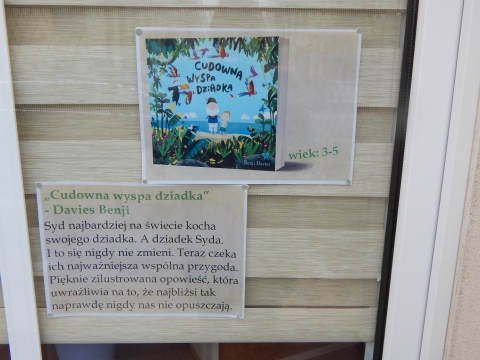 CUDOWNA
WYSPA
DZIADKA
Benji Davies
wiek: 3-5
„Cudowna wyspa dziadka”
- Davies Benji
Syd najbardziej na świecie kocha
swojego dziadka. A dziadek Syda.
I to się nigdy nie zmieni. Teraz czeka
ich najważniejsza wspólna przygoda.
Pięknie zilustrowana opowieść, która
uwrażliwia na to, że najbliżsi tak
naprawdę nigdy nas nie opuszczają.